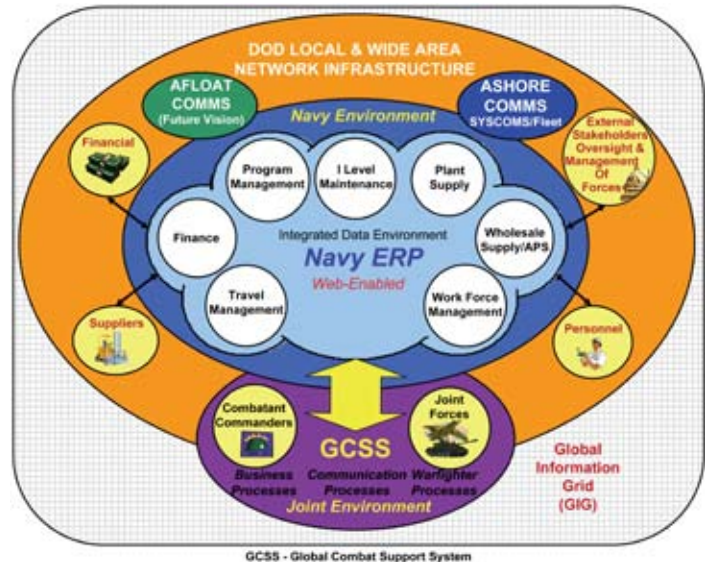 DOD LOCAL & WIDE AREA
NETWORK INFRASTRUCTURE
AFLOAT
COMMS
(Future Vision)
ASHORE
COMMS
SYSCOMS/Fleet
Navy Environment
Financial
External
Stakeholders
Oversight &
Management
Of
Forces
Program
Management
I Level
Maintenance
Plant
Supply
Finance
Integrated Data Environment
Wholesale
Supply/APS
Navy ERP
Web-Enabled
Travel
Management
Work Force
Management
Suppliers
Personnel
Combatant
Commanders
Joint
Forces
GCSS
Business
Processes
Communication
Processes
Warfighter
Processes
Joint Environment
Global
Information
Grid
(GIG)
GCSS - Global Combat Support System